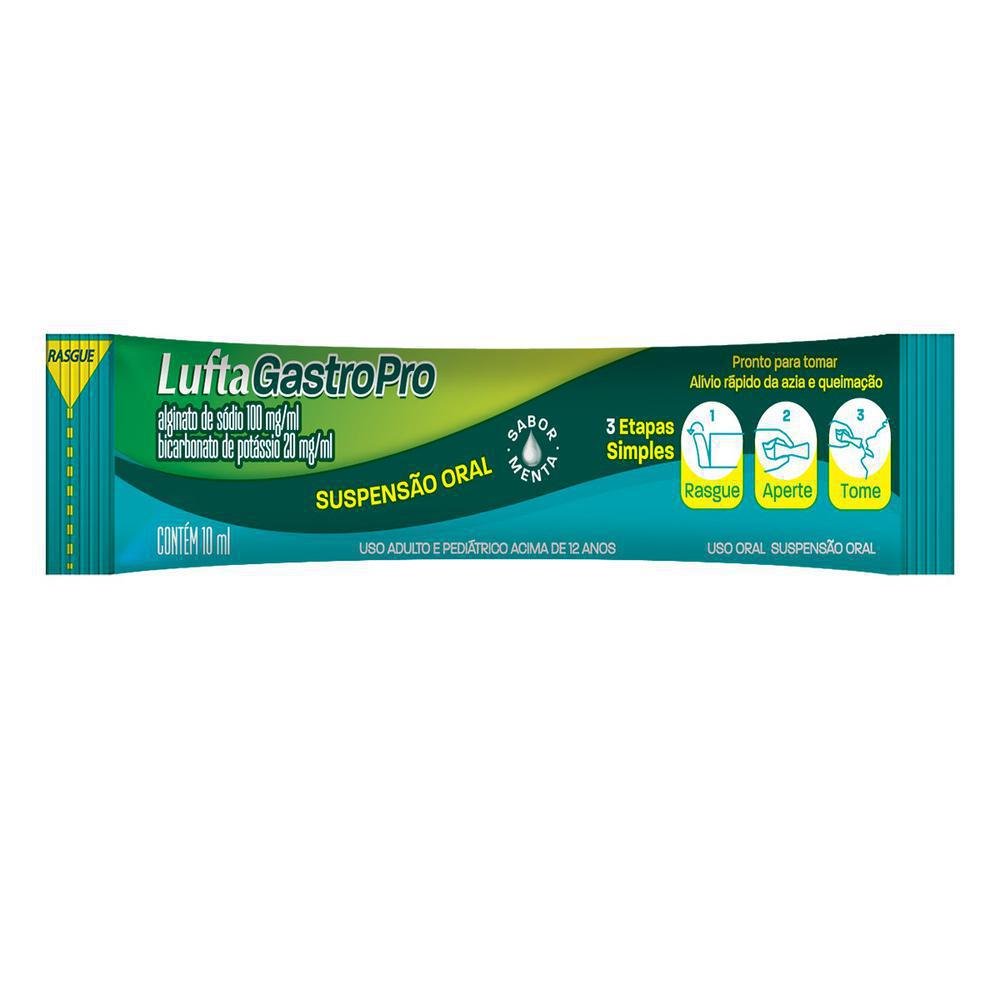 RASGUE
LuftaGastroPro
alginato de sódio 100 mg/ml
bicarbonato de potássio 20 mg/ml
SUSPENSÃO ORAL
SABOR
MENTA
CONTÉM 10 ml
USO ADULTO E PEDIÁTRICO ACIMA DE 12 ANOS
Pronto para tomar
Alívio rápido da azia e queimação
3 Etapas
Simples
1
Rasgue
2
Aperte
3
Tome
USO ORAL SUSPENSÃO ORAL